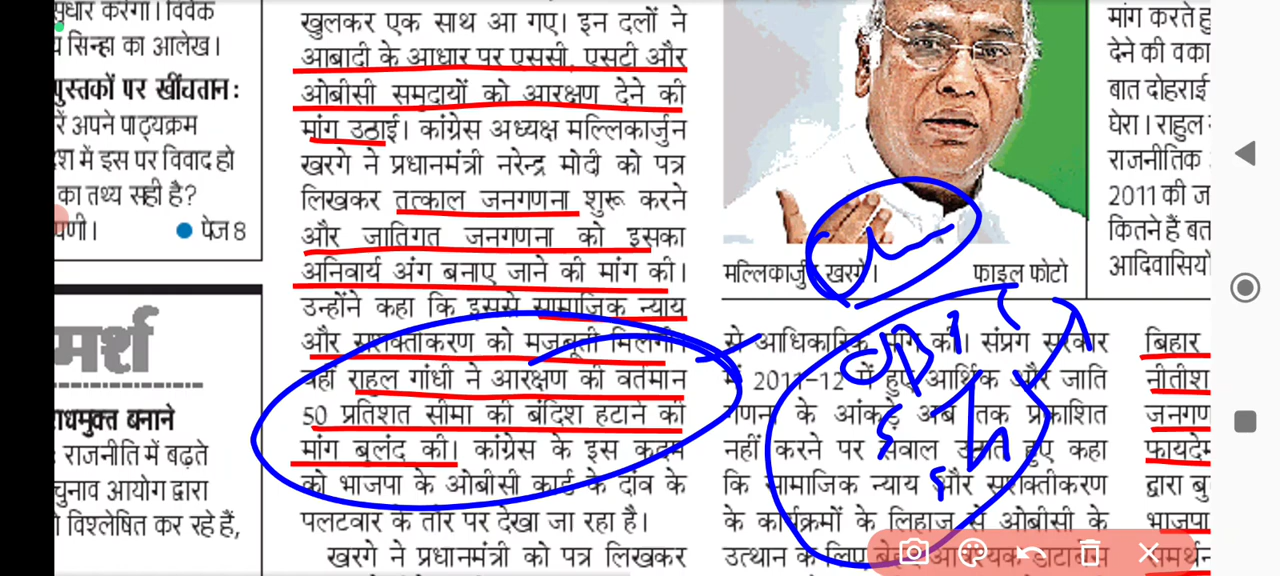 सुधार करेगा। विवेक
सिन्हा का आलेख।
पुस्तकों पर खींचतान :
रें अपने पाठ्यक्रम
में इस पर विवाद हो
का तथ्य सही है?
पेज 8
मर्श
राजनीति में बढ़ते
चुनाव आयोग द्वारा
विश्लेषित कर रहे हैं,
खुलकर एक साथ आ गए। इन दलों ने
आबादी के आधार पर एससी, एसटी और
ओबीसी समुदायों को आरक्षण देने की
मांग उठाई। कांग्रेस अध्यक्ष मल्लिकार्जुन
खरगे ने प्रधानमंत्री नरेन्द्र मोदी को पत्र
लिखकर तत्काल जनगणना शुरू करने
और जातिगत जनगणना को इसका
अनिवार्य अंग बनाए जाने की मांग की।
उन्होंने कहा कि इससे सामाजिक न्याय
और सशक्तीकरण को मजबूती मिलेगी।
वहीं राहुल गांधी ने आरक्षण की वर्तमान
50 प्रतिशत सीमा की बंदिश हटाने की
मांग बुलंद की। कांग्रेस के इस कदम
को भाजपा के ओबीसी कार्ड के दांव के
पलटवार के तौर पर देखा जा रहा है।
खरगे ने प्रधानमंत्री को पत्र लिखकर
मल्लिकार्जुन खरगे। फाइल फोटो
से आधिकारिक मांग की। संप्रग सरकार
में 2011-12 में हुए आर्थिक और जाति
गणना के आंकड़े अब तक प्रकाशित
नहीं करने पर सवाल उठाते हुए कहा
कि सामाजिक न्याय और सशक्तीकरण
के कार्यक्रमों के लिहाज से ओबीसी के
उत्थान के लिए बेहद आवश्यक डाटाबेस
मांग करते हु
देने की वका
बात दोहराई
घेरा। राहुल
राजनीतिक
2011 की ज
कितने हैं बत
आदिवासियो
बिहार
नीतीश
जनगण
फायदेम
द्वारा बु
भाजपा
समर्थन